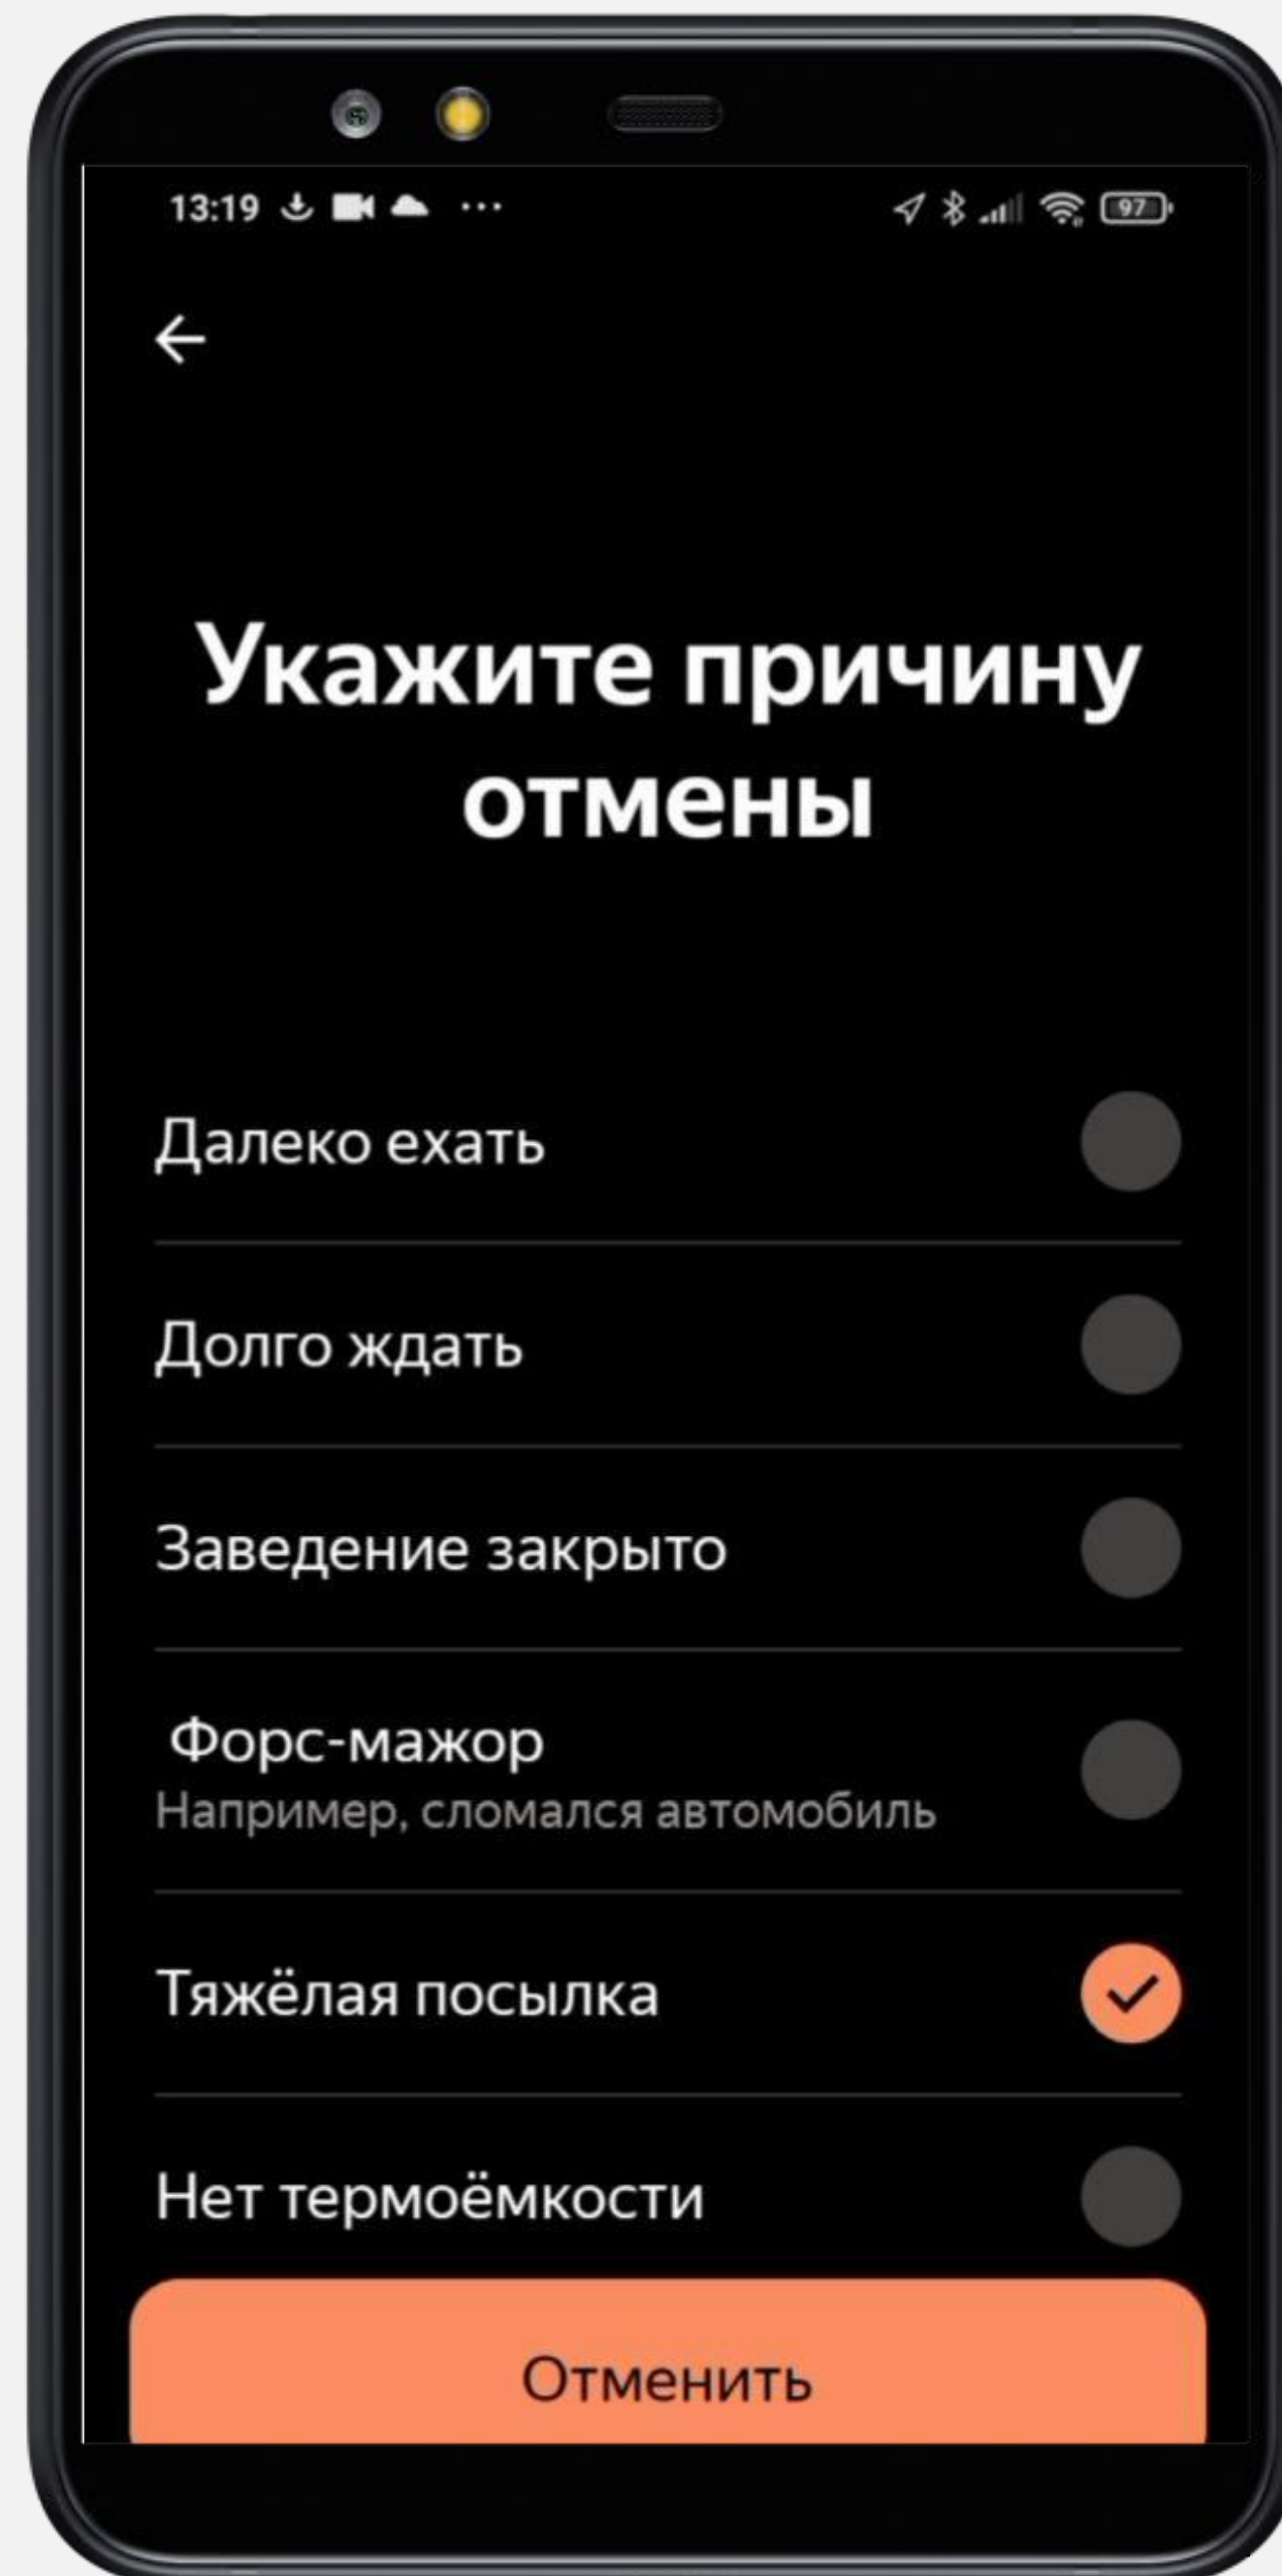 13:19
97
Укажите причину
отмены
Далеко ехать
Долго ждать
Заведение закрыто
Форс-мажор
Например, сломался автомобиль
Тяжёлая посылка
Нет термоёмкости
Отменить